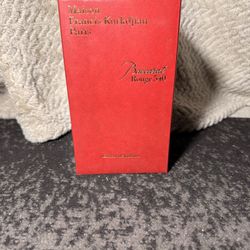 Maison
Francis Kurkdjian
Paris
Baccarat
Rouge 540